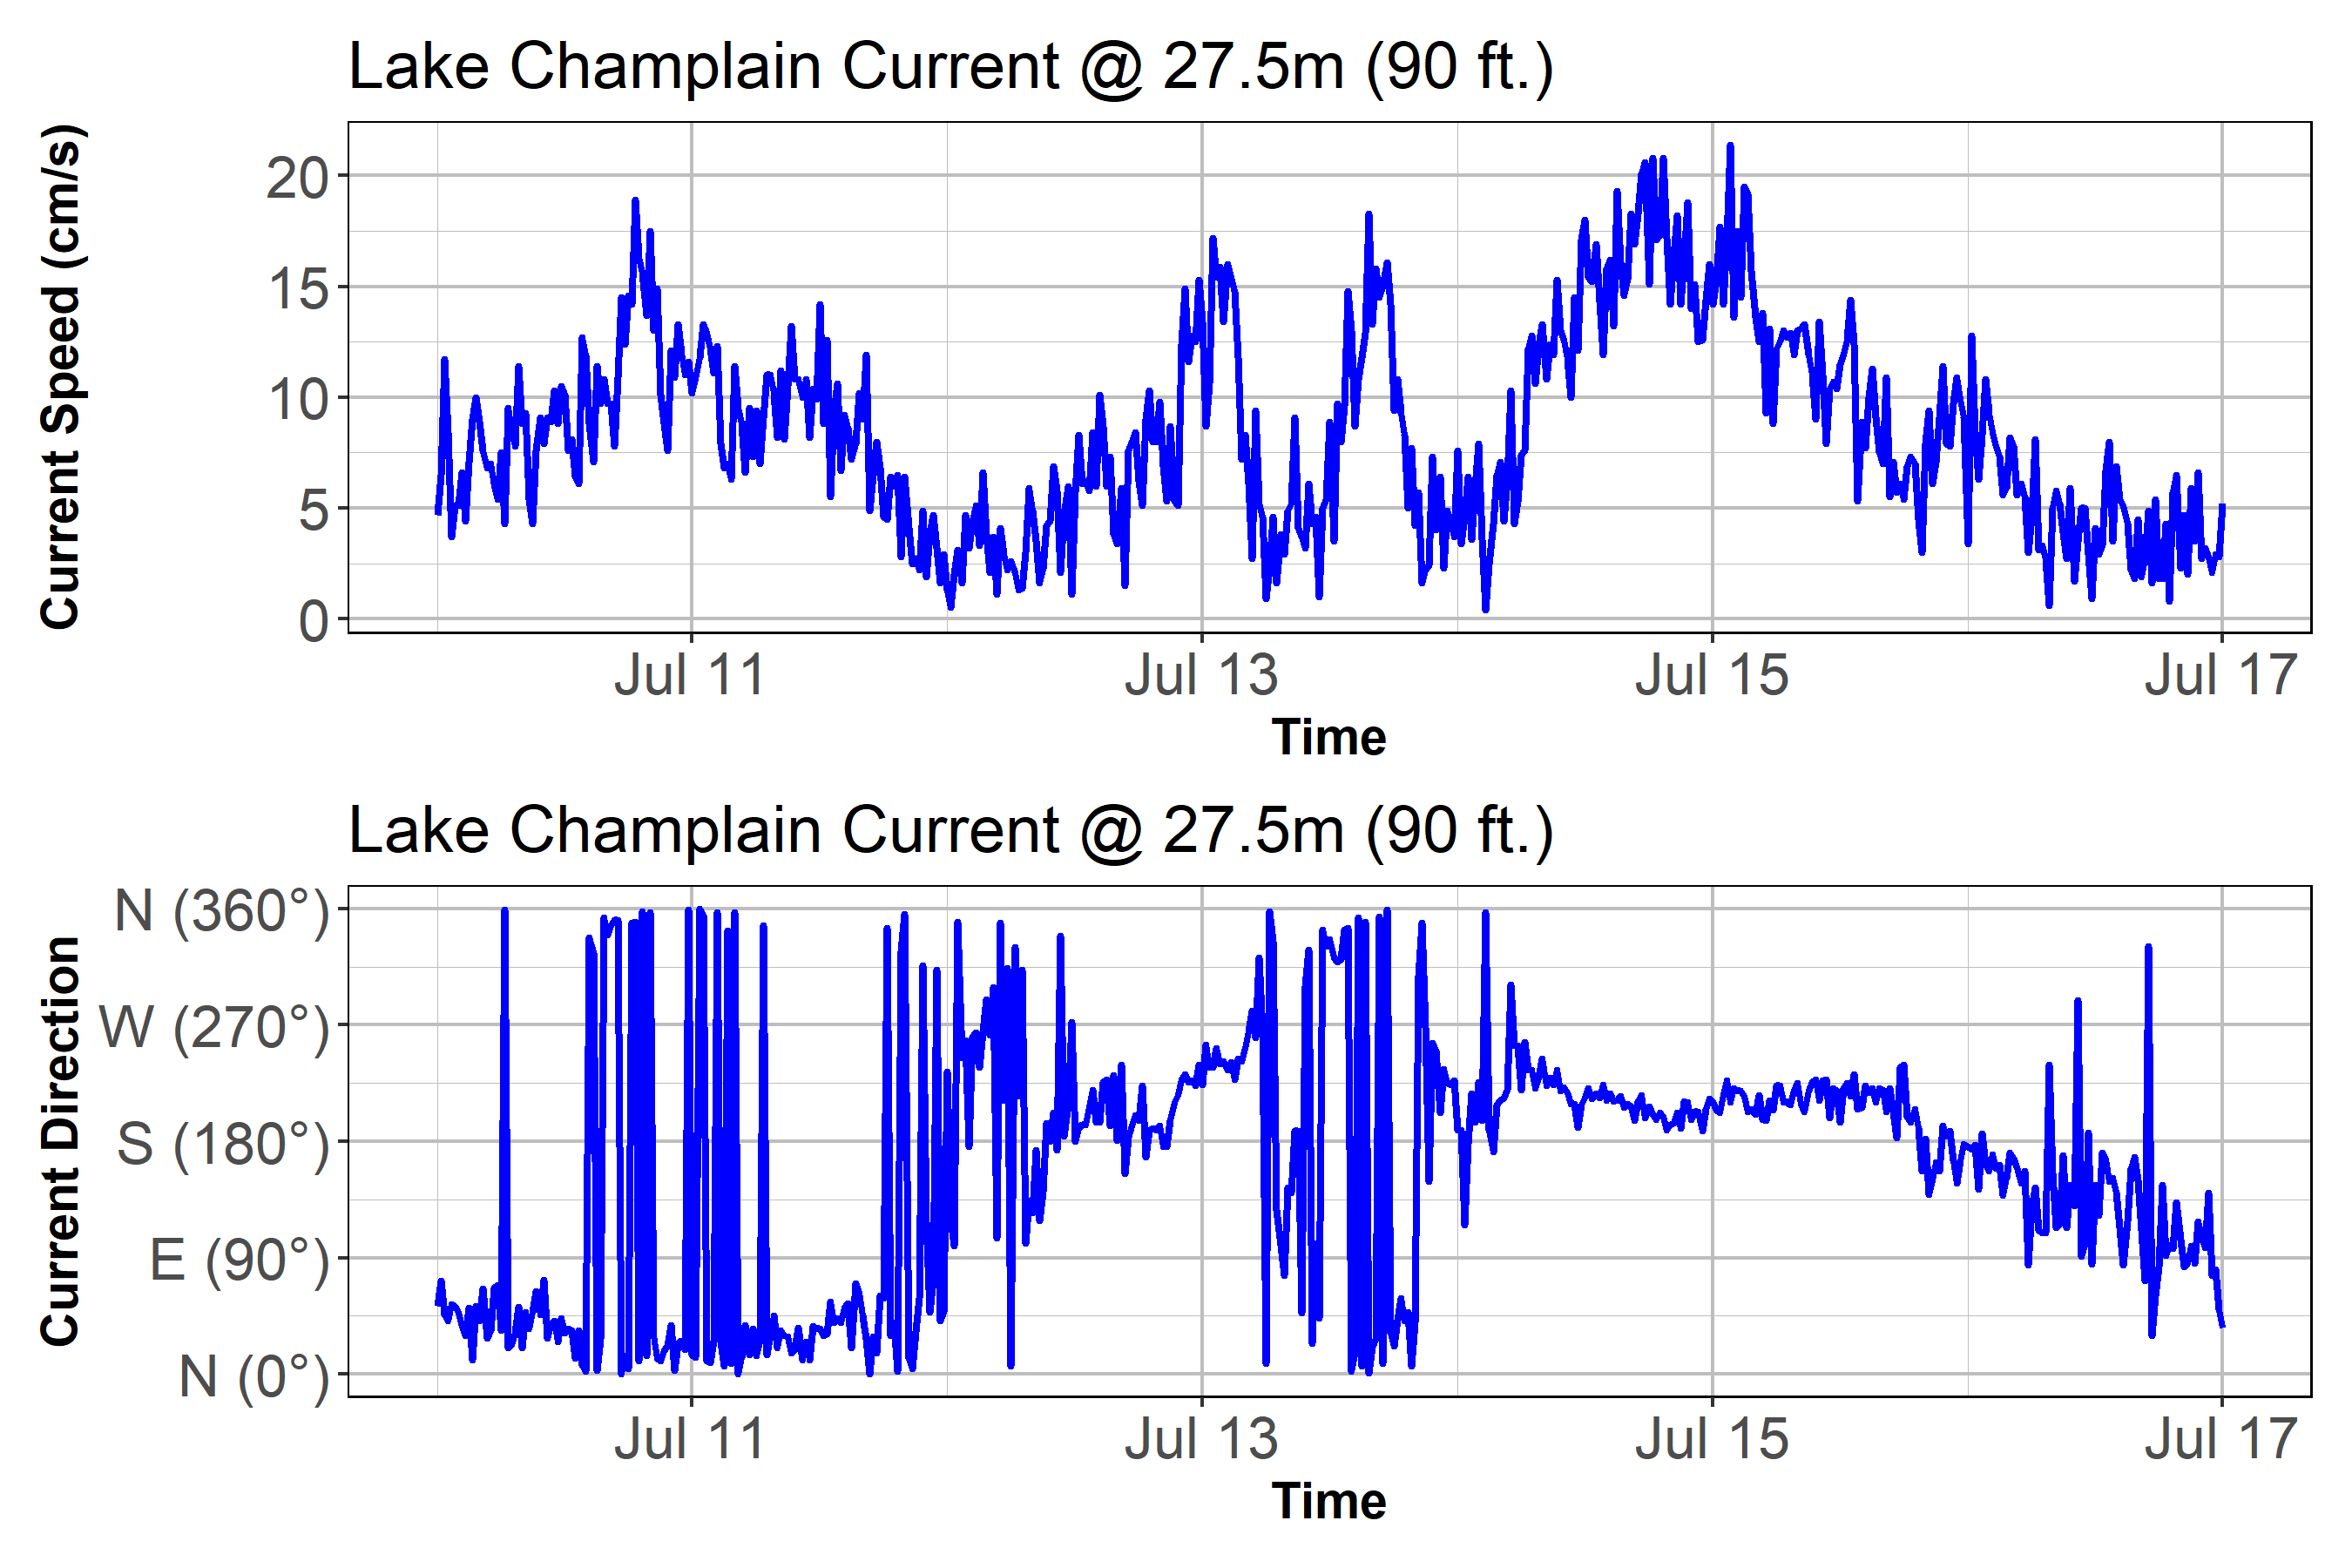 Lake Champlain Current @ 27.5m (90 ft.)
Current Speed (cm/s)
20
15
10
5
0
Jul 11 Jul 13 Jul 15 Jul 17
Time
Lake Champlain Current @ 27.5m (90 ft.)
Current Direction
N (360°)
W (270°)
S (180°)
E (90°)
N (0°)
Jul 11 Jul 13 Jul 15 Jul 17
Time